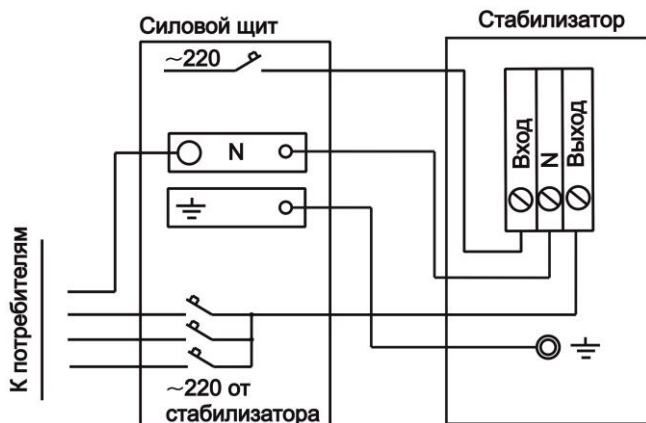 Силовой щит
Стабилизатор
~220
Вход
N
Выход
N
К потребителям
~220 от
стабилизатора